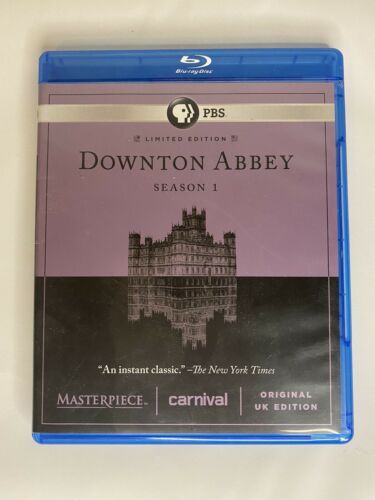 Blu-ray Disc
PBS
LIMITED EDITION
DOWNTON ABBEY
SEASON 1
“An instant classic.” –The New York Times
MASTERPIECE™ | carnival | ORIGINAL
UK EDITION